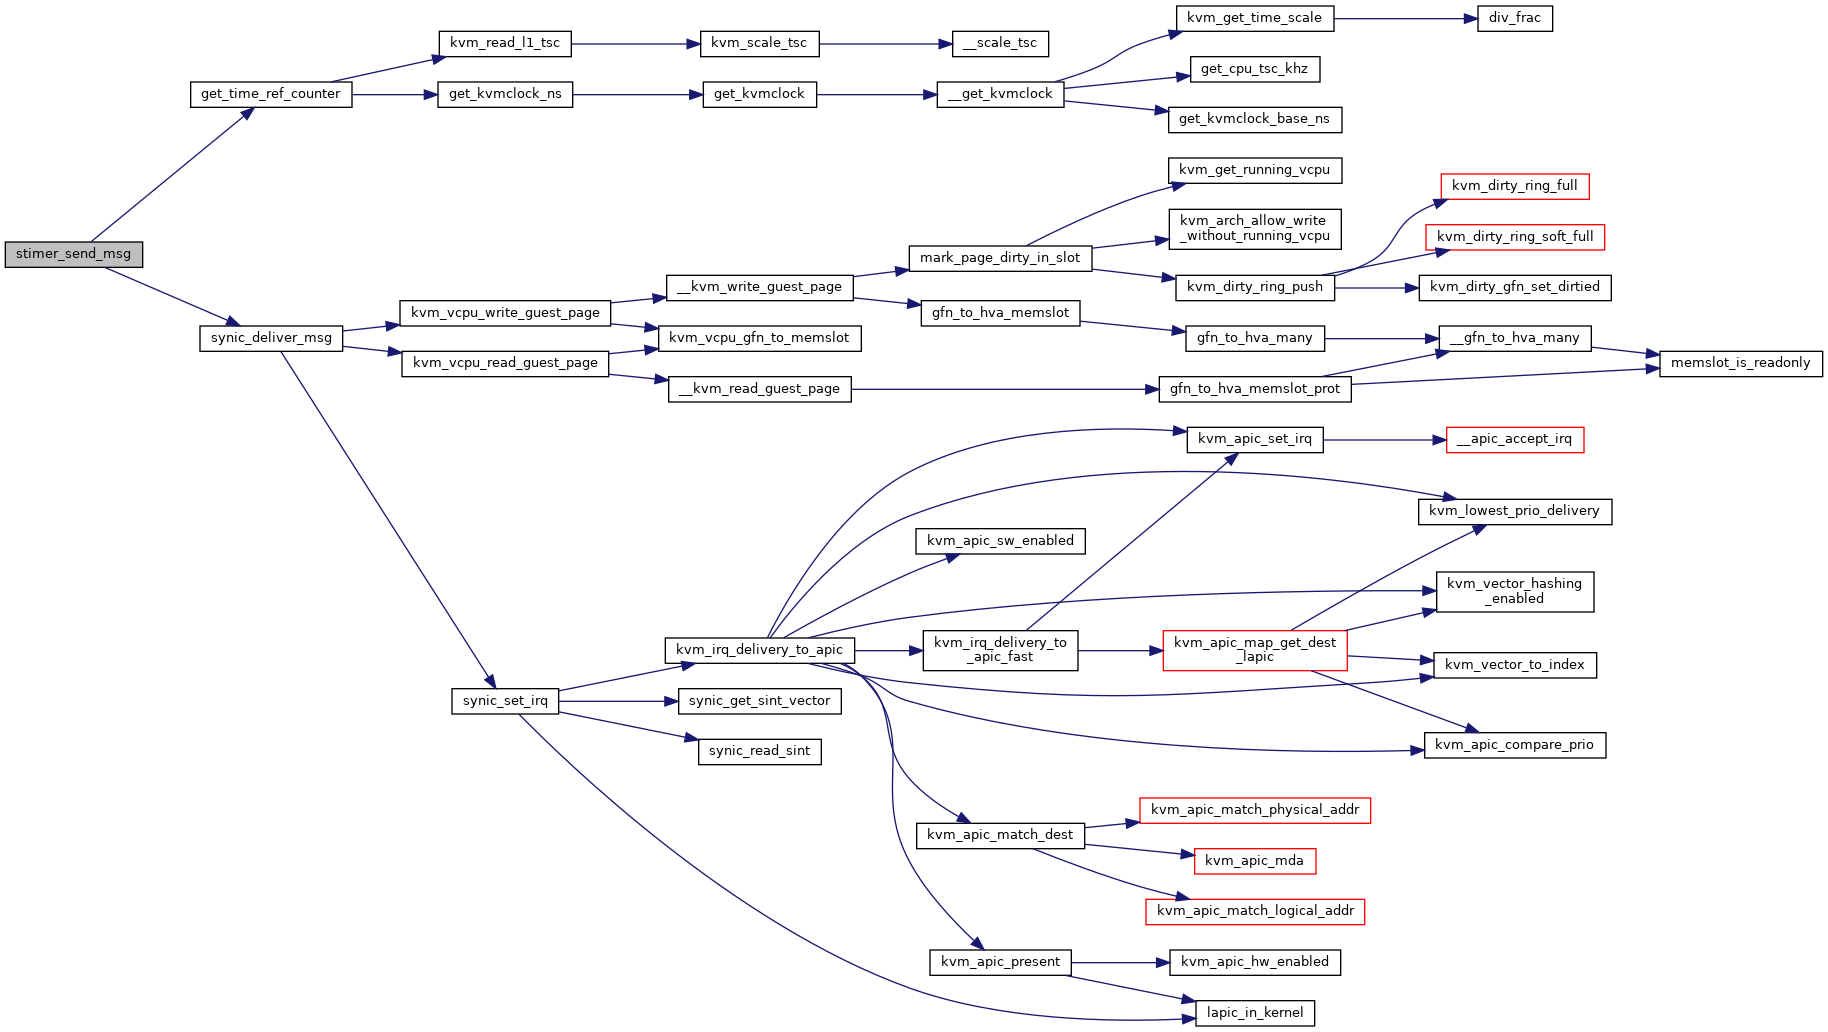 stimer_send_msg
get_time_ref_counter
kvm_read_l1_tsc
kvm_scale_tsc
__scale_tsc
get_kvmclock_ns
get_kvmclock
__get_kvmclock
kvm_get_time_scale
div_frac
get_cpu_tsc_khz
get_kvmclock_base_ns
synic_deliver_msg
kvm_vcpu_write_guest_page
__kvm_write_guest_page
mark_page_dirty_in_slot
kvm_get_running_vcpu
kvm_arch_allow_write
_without_running_vcpu
kvm_dirty_ring_push
kvm_dirty_ring_full
kvm_dirty_ring_soft_full
kvm_dirty_gfn_set_dirtied
gfn_to_hva_memslot
gfn_to_hva_many
__gfn_to_hva_many
memslot_is_readonly
kvm_vcpu_gfn_to_memslot
kvm_vcpu_read_guest_page
__kvm_read_guest_page
gfn_to_hva_memslot_prot
synic_set_irq
kvm_irq_delivery_to_apic
kvm_apic_set_irq
__apic_accept_irq
kvm_lowest_prio_delivery
kvm_apic_sw_enabled
kvm_vector_hashing
_enabled
kvm_irq_delivery_to
_apic_fast
kvm_apic_map_get_dest
_lapic
kvm_vector_to_index
kvm_apic_compare_prio
synic_get_sint_vector
synic_read_sint
kvm_apic_match_dest
kvm_apic_match_physical_addr
kvm_apic_mda
kvm_apic_match_logical_addr
kvm_apic_present
kvm_apic_hw_enabled
lapic_in_kernel